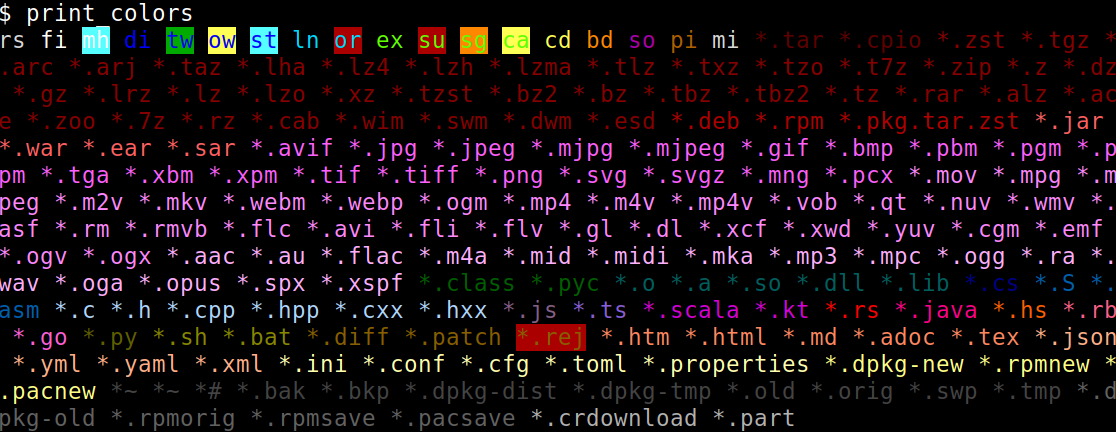 $ print_colors
rs fi mh di tw ow st ln or ex su sg ca cd bd so pi mi *.tar *.cpio *.zst *.tgz *
.arc *.arj *.taz *.lha *.lz4 *.lzh *.lzma *.tlz *.txz *.tzo *.t7z *.zip *.z *.dz
*.gz *.lrz *.lz *.lzo *.xz *.tzst *.bz2 *.bz *.tbz *.tbz2 *.tz *.rar *.alz *.ac
e *.zoo *.7z *.rz *.cab *.wim *.swm *.dwm *.esd *.deb *.rpm *.pkg.tar.zst *.jar
*.war *.ear *.sar *.avif *.jpg *.jpeg *.mjpg *.mjpeg *.gif *.bmp *.pbm *.pgm *.p
pm *.tga *.xbm *.xpm *.tif *.tiff *.png *.svg *.svgz *.mng *.pcx *.mov *.mpg *.m
peg *.m2v *.mkv *.webm *.webp *.ogm *.mp4 *.m4v *.mp4v *.vob *.qt *.nuv *.wmv *.
asf *.rm *.rmvb *.flc *.avi *.fli *.flv *.gl *.dl *.xcf *.xwd *.yuv *.cgm *.emf
*.ogv *.ogx *.aac *.au *.flac *.m4a *.mid *.midi *.mka *.mp3 *.mpc *.ogg *.ra *.
wav *.oga *.opus *.spx *.xspf *.class *.pyc *.o *.a *.so *.dll *.lib *.cs *.S *.
asm *.c *.h *.cpp *.hpp *.cxx *.hxx *.js *.ts *.scala *.kt *.rs *.java *.hs *.rb
*.go *.py *.sh *.bat *.diff *.patch *.rej *.htm *.html *.md *.adoc *.tex *.json
*.yml *.yaml *.xml *.ini *.conf *.cfg *.toml *.properties *.dpkg-new *.rpmnew *
.pacnew *~ *~ *# *.bak *.bkp *.dpkg-dist *.dpkg-tmp *.old *.orig *.swp *.tmp *.d
pkg-old *.rpmorig *.rpmsave *.pacsave *.crdownload *.part